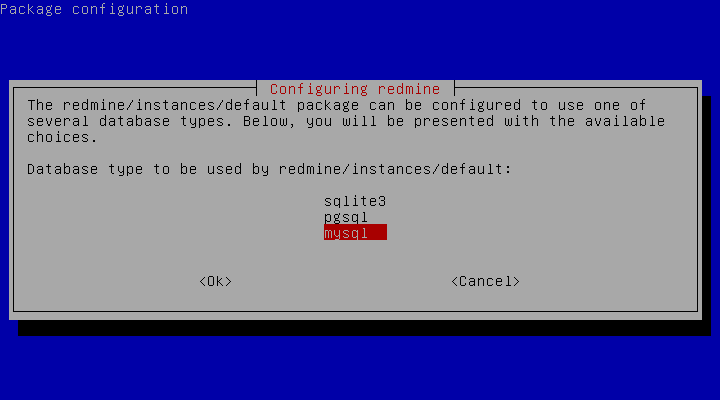 Package configuration
Configuring redmine
The redmine/instances/default package can be configured to use one of
several database types. Below, you will be presented with the available
choices.
Database type to be used by redmine/instances/default:
sqlite3
pgsql
mysql
<Ok> <Cancel>